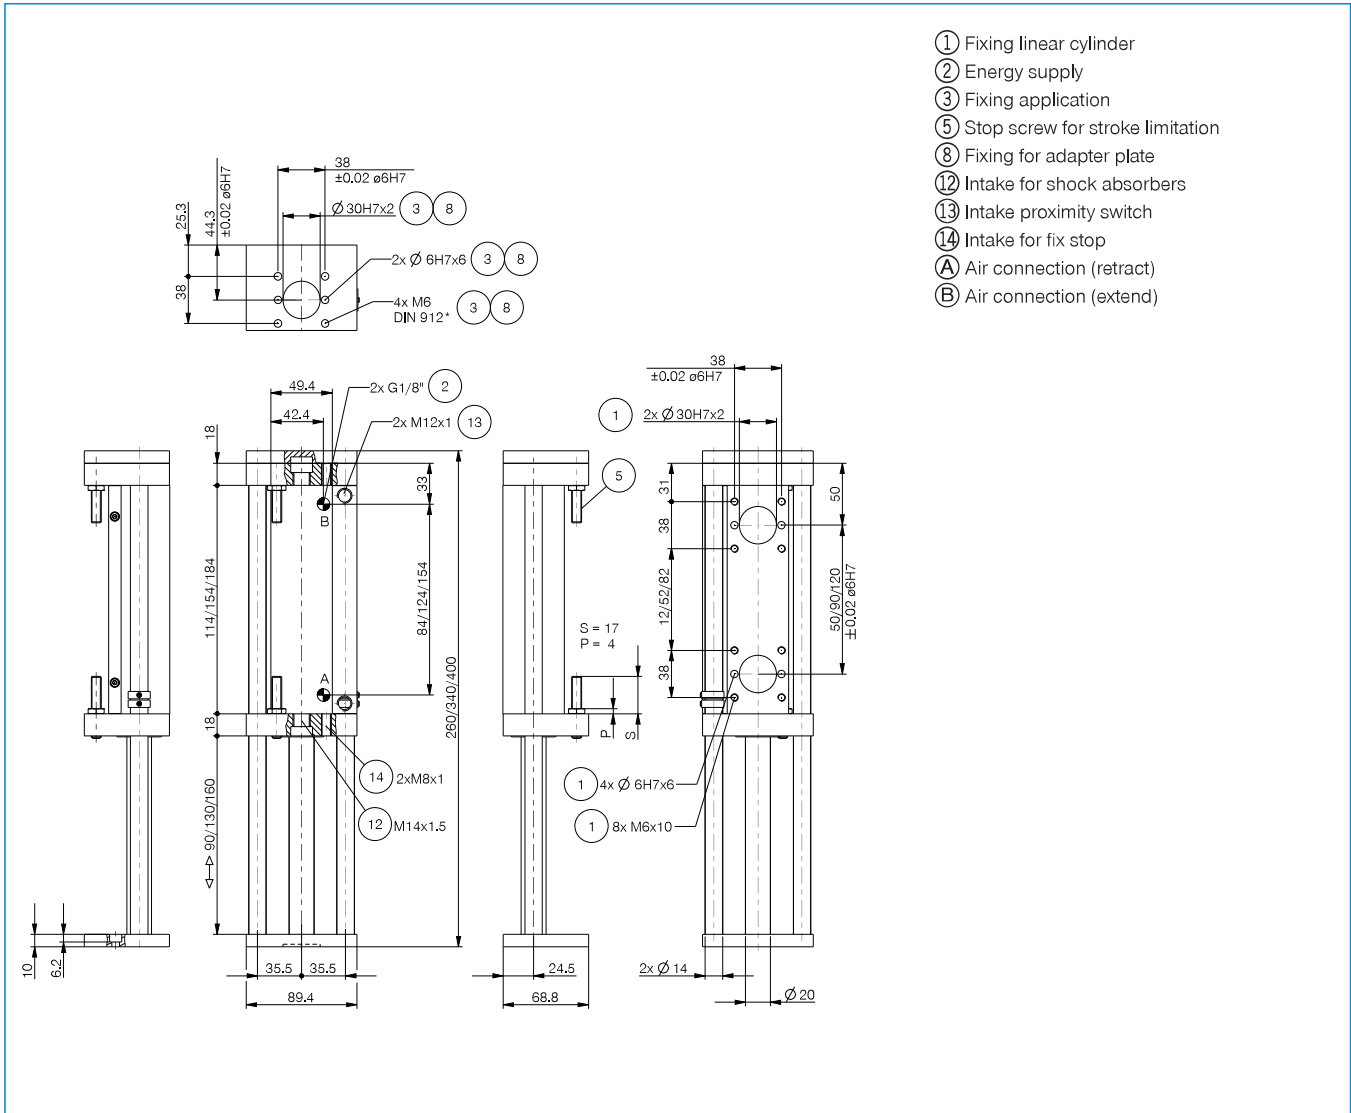 ① Fixing linear cylinder
② Energy supply
③ Fixing application
⑤ Stop screw for stroke limitation
⑧ Fixing for adapter plate
⑫ Intake for shock absorbers
⑬ Intake proximity switch
⑭ Intake for fix stop
Ⓐ Air connection (retract)
Ⓑ Air connection (extend)
38
±0.02 ø6H7
Ø 30H7x2 3 8
25.3
44.3
±0.02 ø6H7
38
2x Ø 6H7x6 3 8
4x M6
DIN 912* 3 8
49.4
2x G1/8" 2
42.4
2x M12x1 13
18
33
B
114/154/184
84/124/154
260/340/400
A
18
14 2xM8x1
12 M14x1.5
90/130/160
10
6.2
35.5
35.5
89.4
5
S = 17
P = 4
P
S
24.5
68.8
38
±0.02 ø6H7
1 2x Ø 30H7x2
31
50
38
12/52/82
50/90/120
±0.02 ø6H7
38
1 4x Ø 6H7x6
1 8x M6x10
2x Ø 14
Ø 20